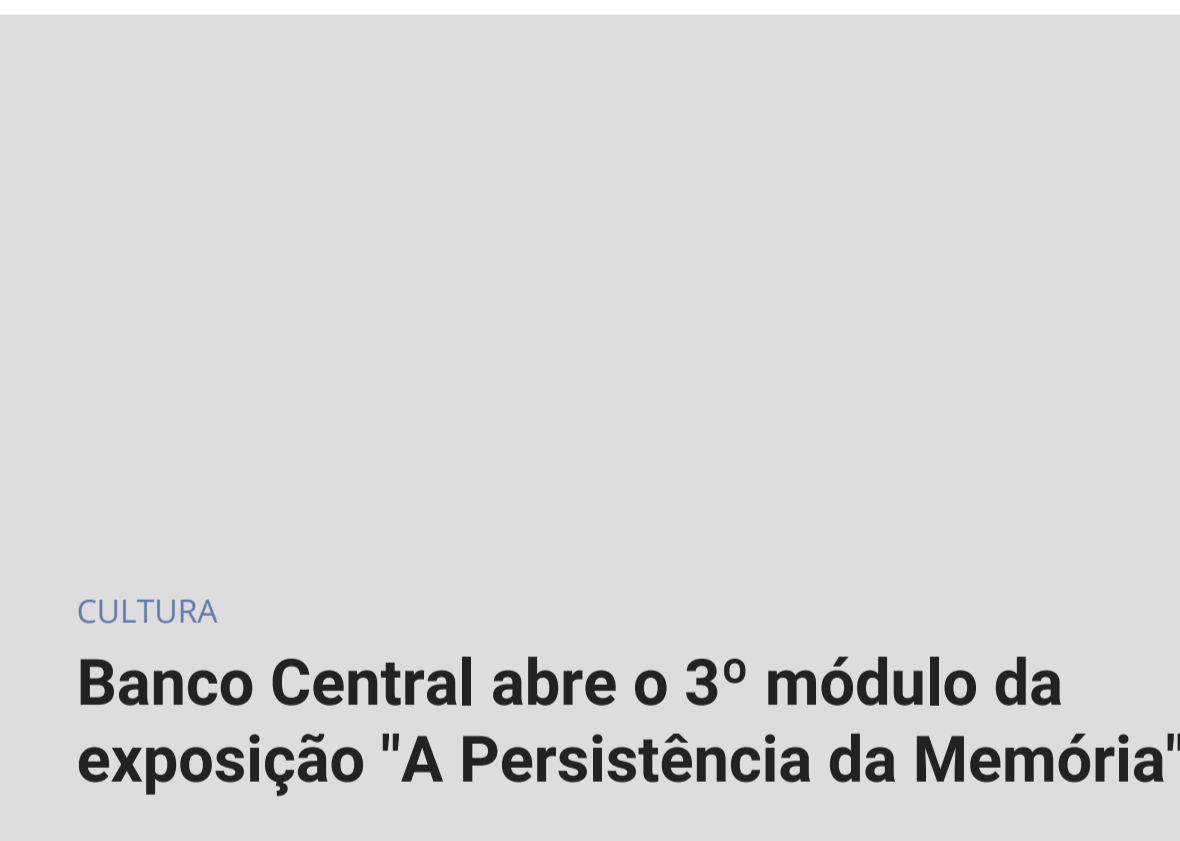 CULTURA
Banco Central abre o 3º módulo da
exposição "A Persistência da Memória"